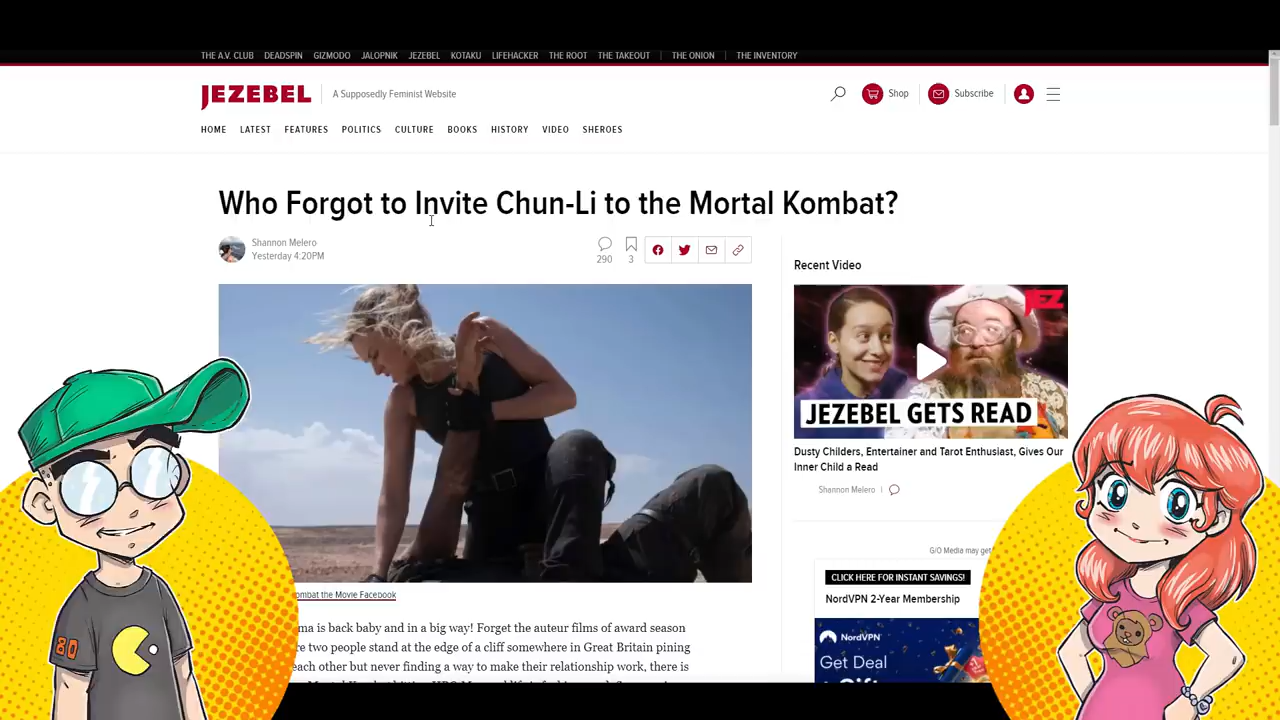 THE A.V. CLUB DEADSPIN GIZMODO JALOPNIK JEZEBEL KOTAKU LIFEHACKER THE ROOT THE TAKEOUT THE ONION THE INVENTORY
JEZEBEL A Supposedly Feminist Website Shop Subscribe
HOME LATEST FEATURES POLITICS CULTURE BOOKS HISTORY VIDEO SHEROES
Who Forgot to Invite Chun-Li to the Mortal Kombat?
Shannon Melero
Yesterday 4:20PM
290 3
ombat the Movie Facebook
ma is back baby and in a big way! Forget the auteur films of award season
re two people stand at the edge of a cliff somewhere in Great Britain pining
each other but never finding a way to make their relationship work, there is
Recent Video
JEZ
JEZEBEL GETS READ
Dusty Childers, Entertainer and Tarot Enthusiast, Gives Our
Inner Child a Read
Shannon Melero
G/O Media may get
CLICK HERE FOR INSTANT SAVINGS!
NordVPN 2-Year Membership
NordVPN
Get Deal
80